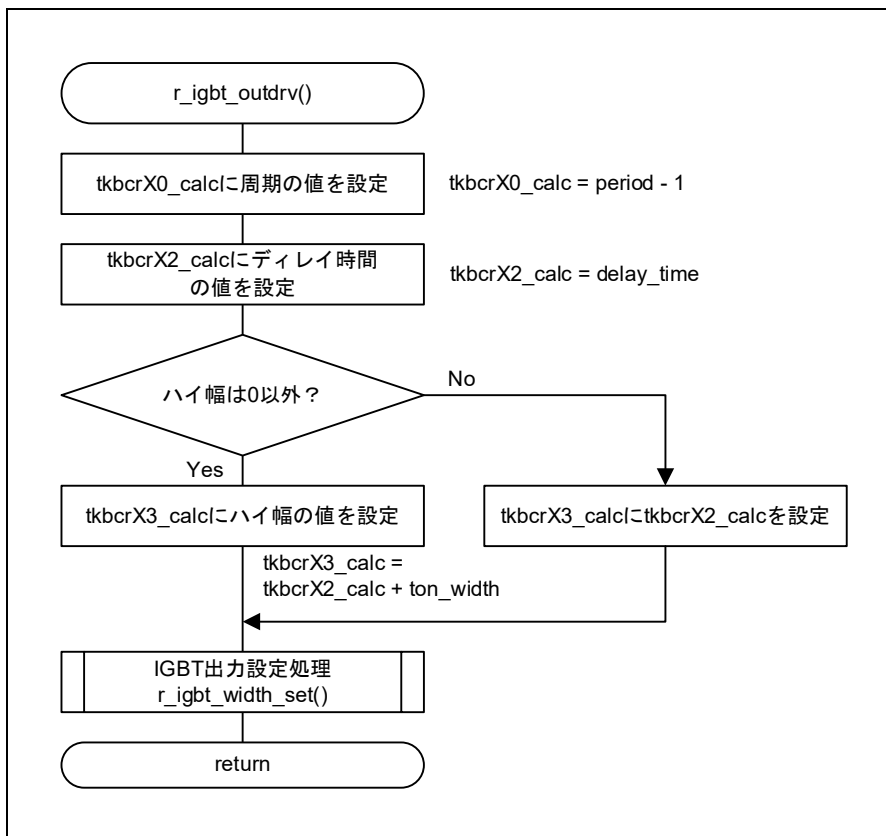 r_igbt_outdrv()
tkbcrX0_calcに周期の値を設定
tkbcrX0_calc = period - 1
tkbcrX2_calcにディレイ時間
の値を設定
tkbcrX2_calc = delay_time
ハイ幅は0以外？
No
Yes
tkbcrX3_calcにハイ幅の値を設定
tkbcrX3_calcにtkbcrX2_calcを設定
tkbcrX3_calc =
tkbcrX2_calc + ton_width
IGBT出力設定処理
r_igbt_width_set()
return